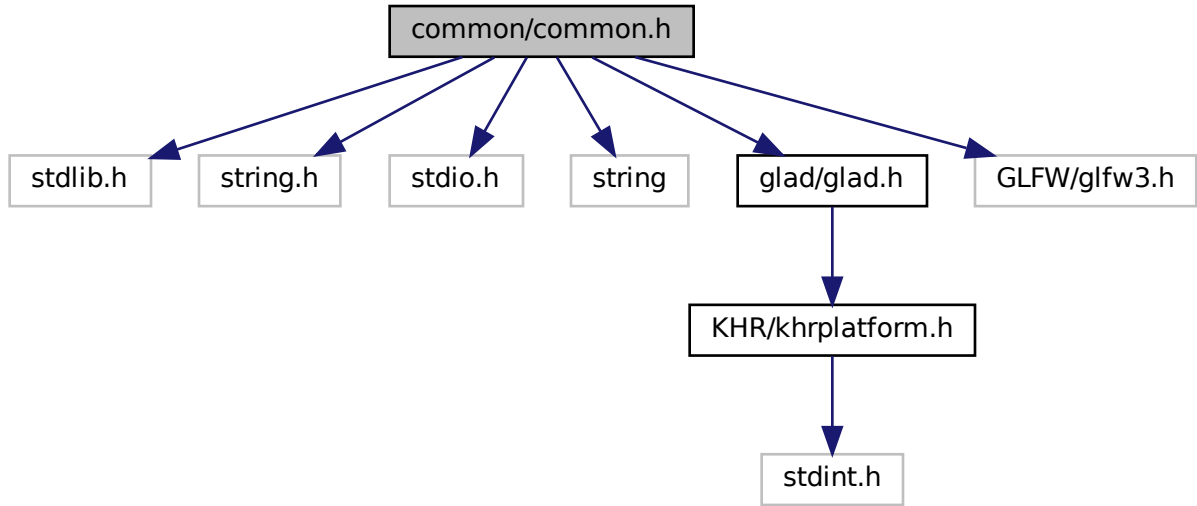 common/common.h
stdlib.h
string.h
stdio.h
string
glad/glad.h
GLFW/glfw3.h
KHR/khrplatform.h
stdint.h